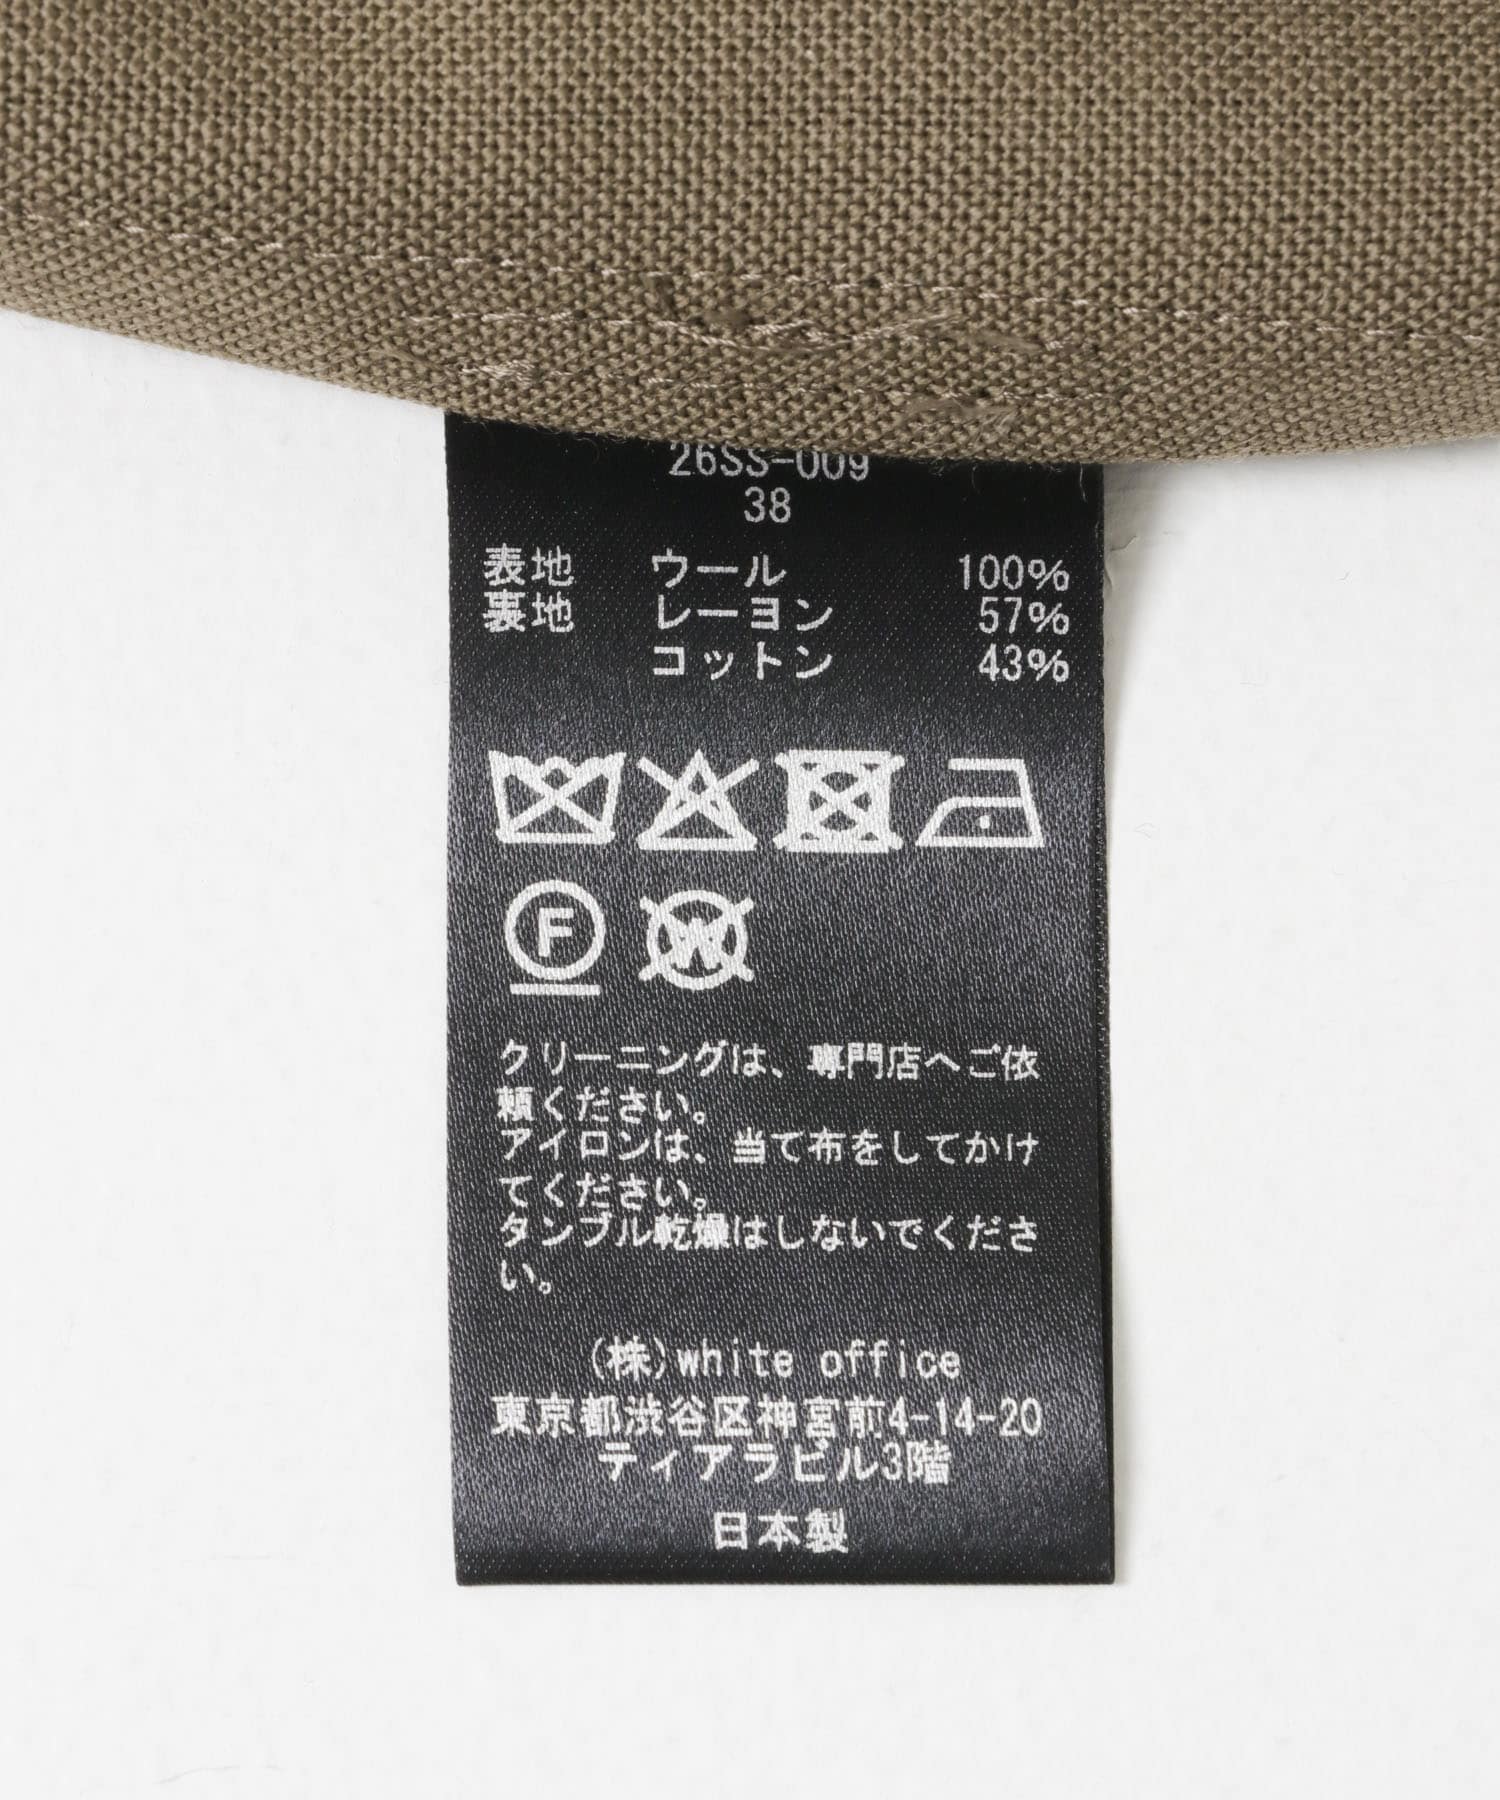 26SS-009
38
表地 ウール 100%
裏地 レーヨン 57%
コットン 43%
F W
クリーニングは、専門店へご依
頼ください。
アイロンは、当て布をしてかけ
てください。
タンブル乾燥はしないでくださ
い。
(株)white office
東京都渋谷区神宮前4-14-20
ティアラビル3階
日本製